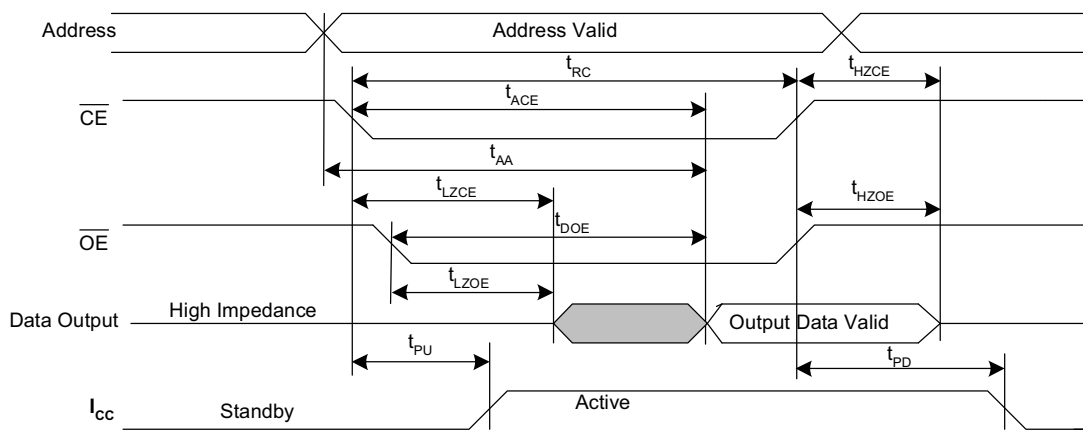 Address
Address Valid
tRC
tHZCE
tACE
CE
tAA
tLZCE
tHZOE
OE
tDOE
tLZOE
Data Output
High Impedance
Output Data Valid
tPU
tPD
ICC
Standby
Active